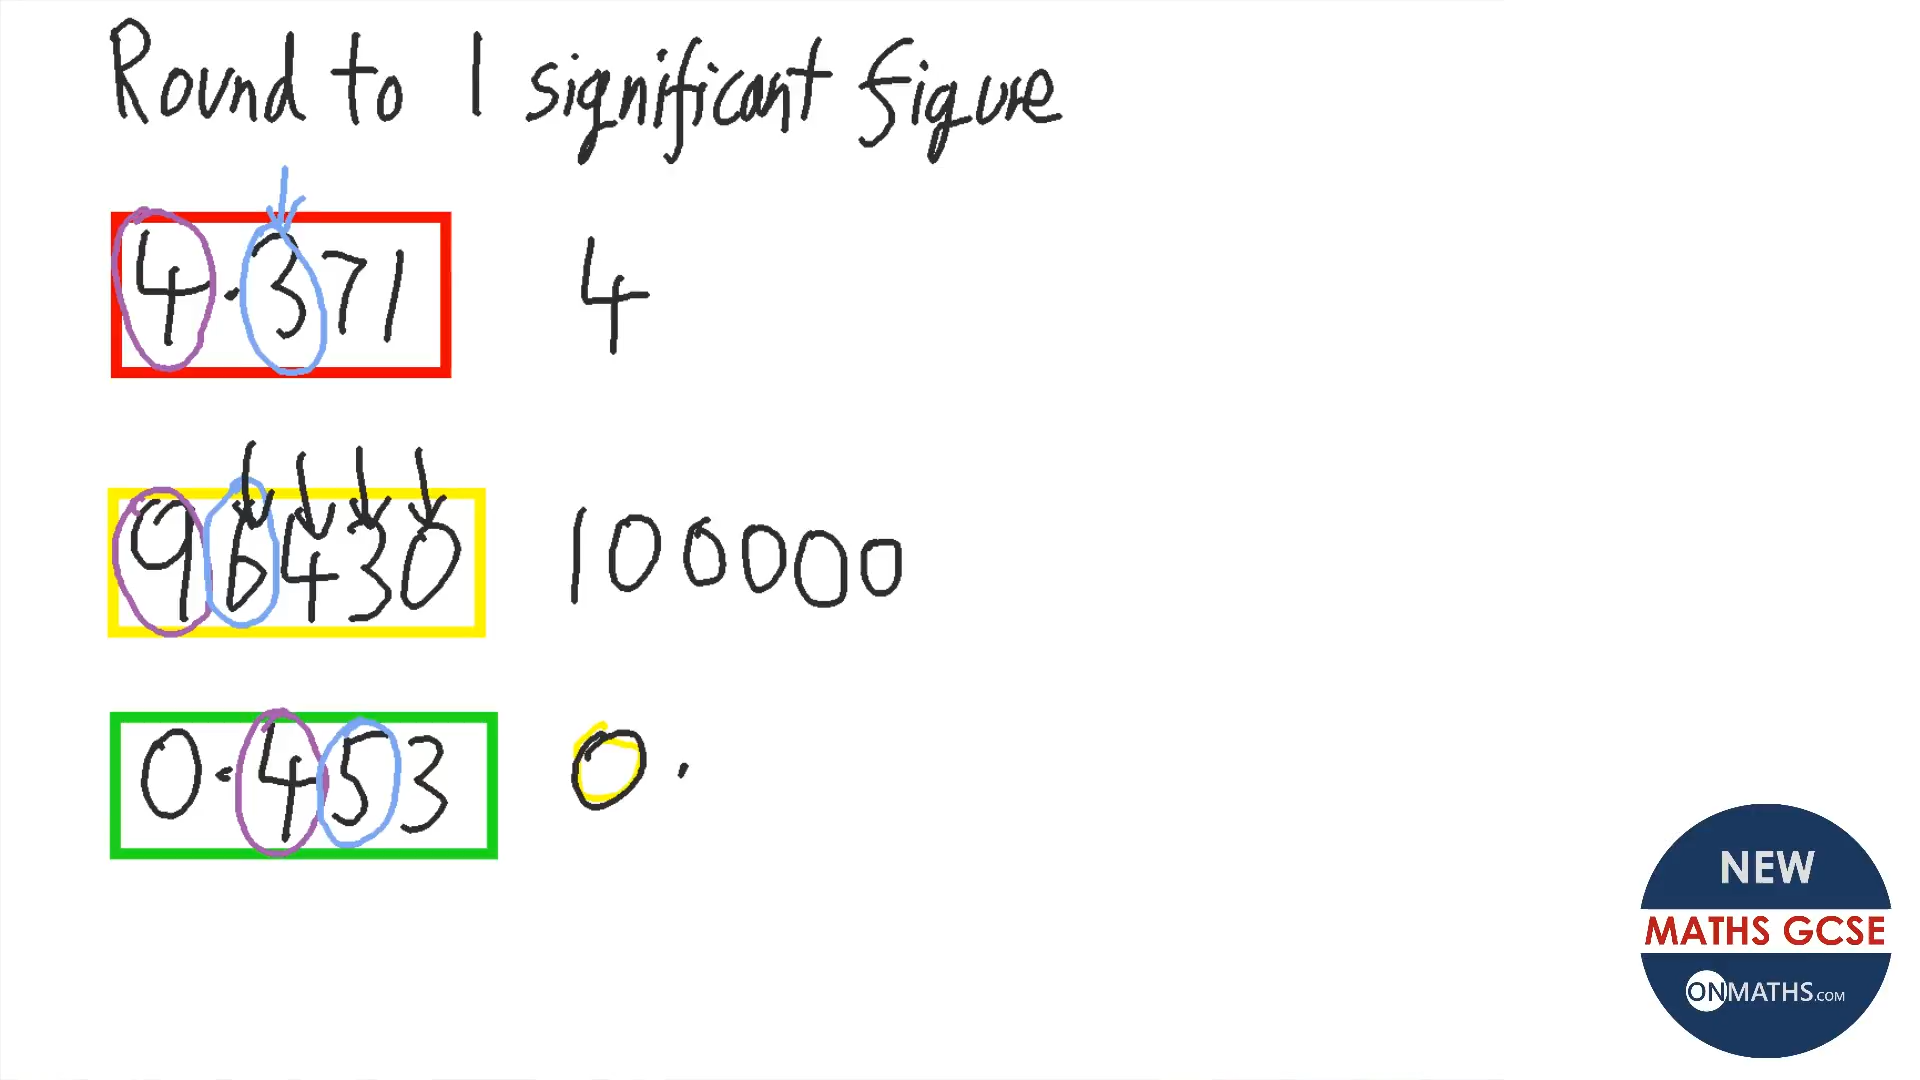 Round to 1 significant figure
4.371 4
96430 100000
0.453 0.
NEW
MATHS GCSE
ONMATHS.COM